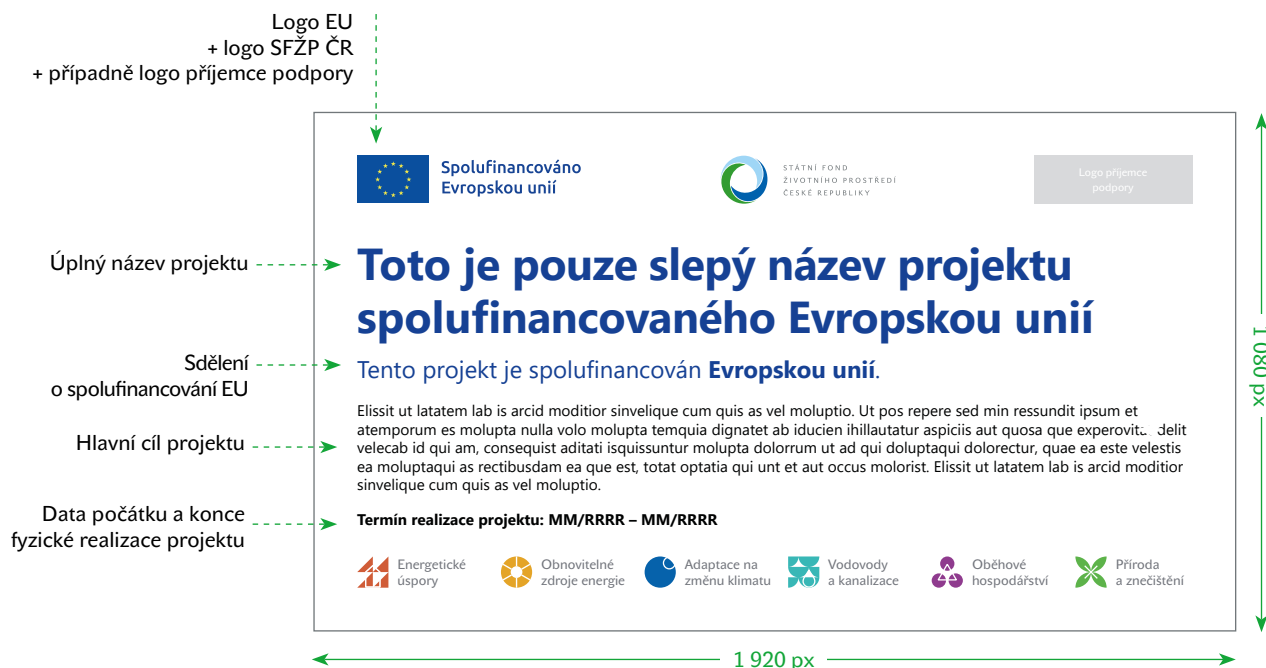 Logo EU
+ logo SFŽP ČR
+ případně logo příjemce podpory
Spolufinancováno
Evropskou unií
STÁTNÍ FOND
ŽIVOTNÍHO PROSTŘEDÍ
ČESKÉ REPUBLIKY
Logo příjemce
podpory
Úplný název projektu
Toto je pouze slepý název projektu
spolufinancovaného Evropskou unií
Sdělení
o spolufinancování EU
Tento projekt je spolufinancován Evropskou unií.
Hlavní cíl projektu
Elissit ut latatem lab is arcid moditior sinvelique cum quis as vel moluptio. Ut pos repere sed min ressundit ipsum et
atemporum es molupta nulla volo molupta temquia dignatet ab iducien ihillautatur aspiciis aut quosa que experovit delit
velecab id qui am, consequist aditati isquissuntur molupta dolorrum ut ad qui doluptaqui dolorectur, quae ea este velestis
ea moluptaqui as rectibusdam ea que est, totat optatia qui unt et aut occus molorist. Elissit ut latatem lab is arcid moditior
sinvelique cum quis as vel moluptio.
Data počátku a konce
fyzické realizace projektu
Termín realizace projektu: MM/RRRR – MM/RRRR
Energetické
úspory
Obnovitelné
zdroje energie
Adaptace na
změnu klimatu
Vodovody
a kanalizace
Oběhové
hospodářství
Příroda
a znečištění
1 080 px
1 920 px